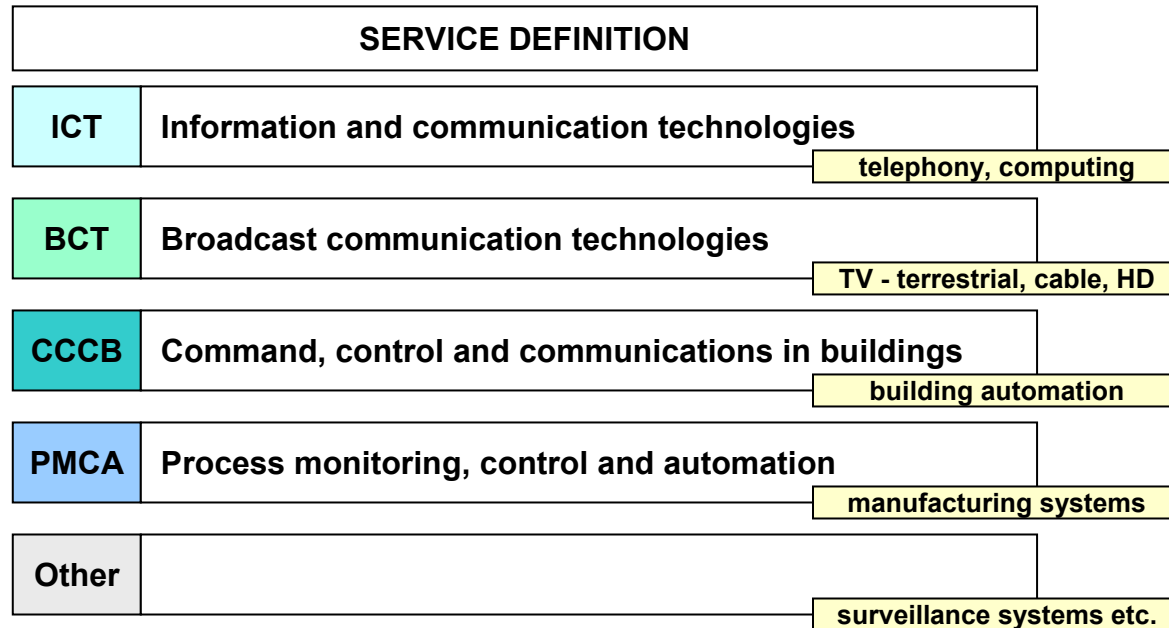 SERVICE DEFINITION
ICT Information and communication technologies
telephony, computing
BCT Broadcast communication technologies
TV - terrestrial, cable, HD
CCCB Command, control and communications in buildings
building automation
PMCA Process monitoring, control and automation
manufacturing systems
Other
surveillance systems etc.